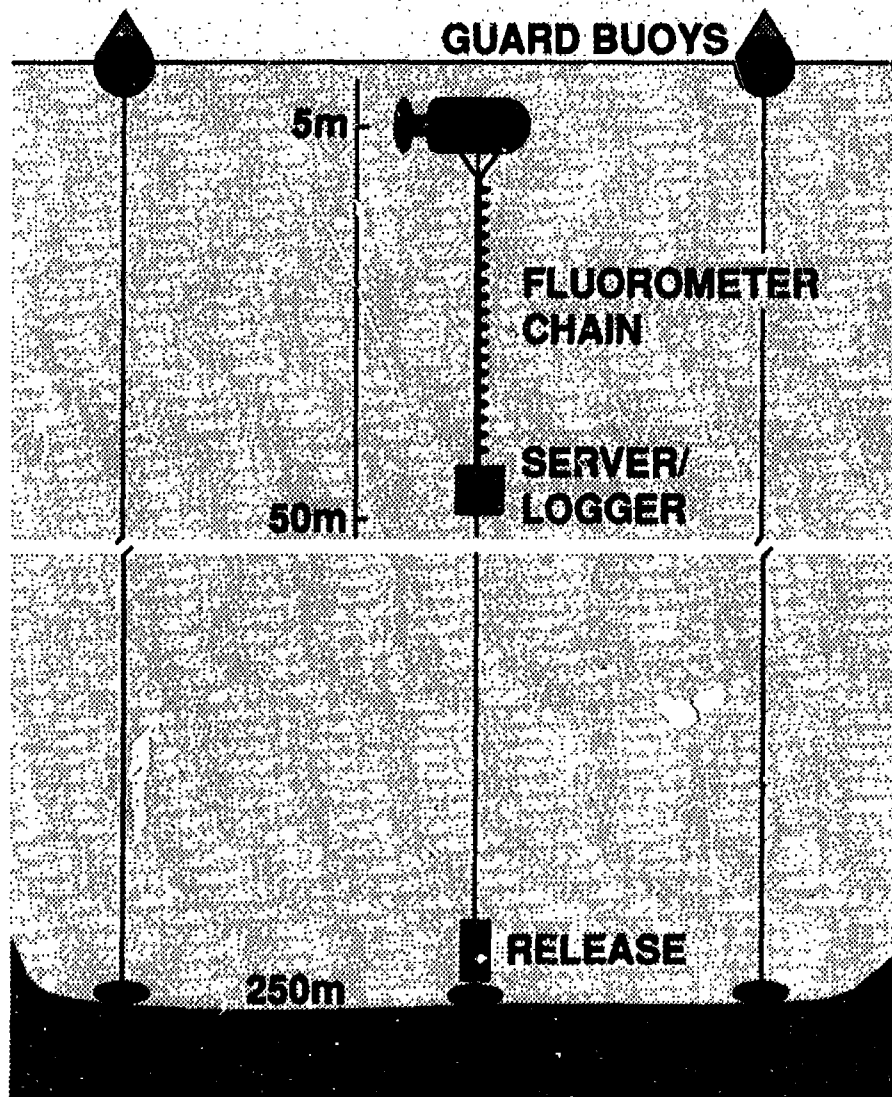 GUARD BUOYS
5m
FLUOROMETER
CHAIN
SERVER/
LOGGER
50m
RELEASE
250m